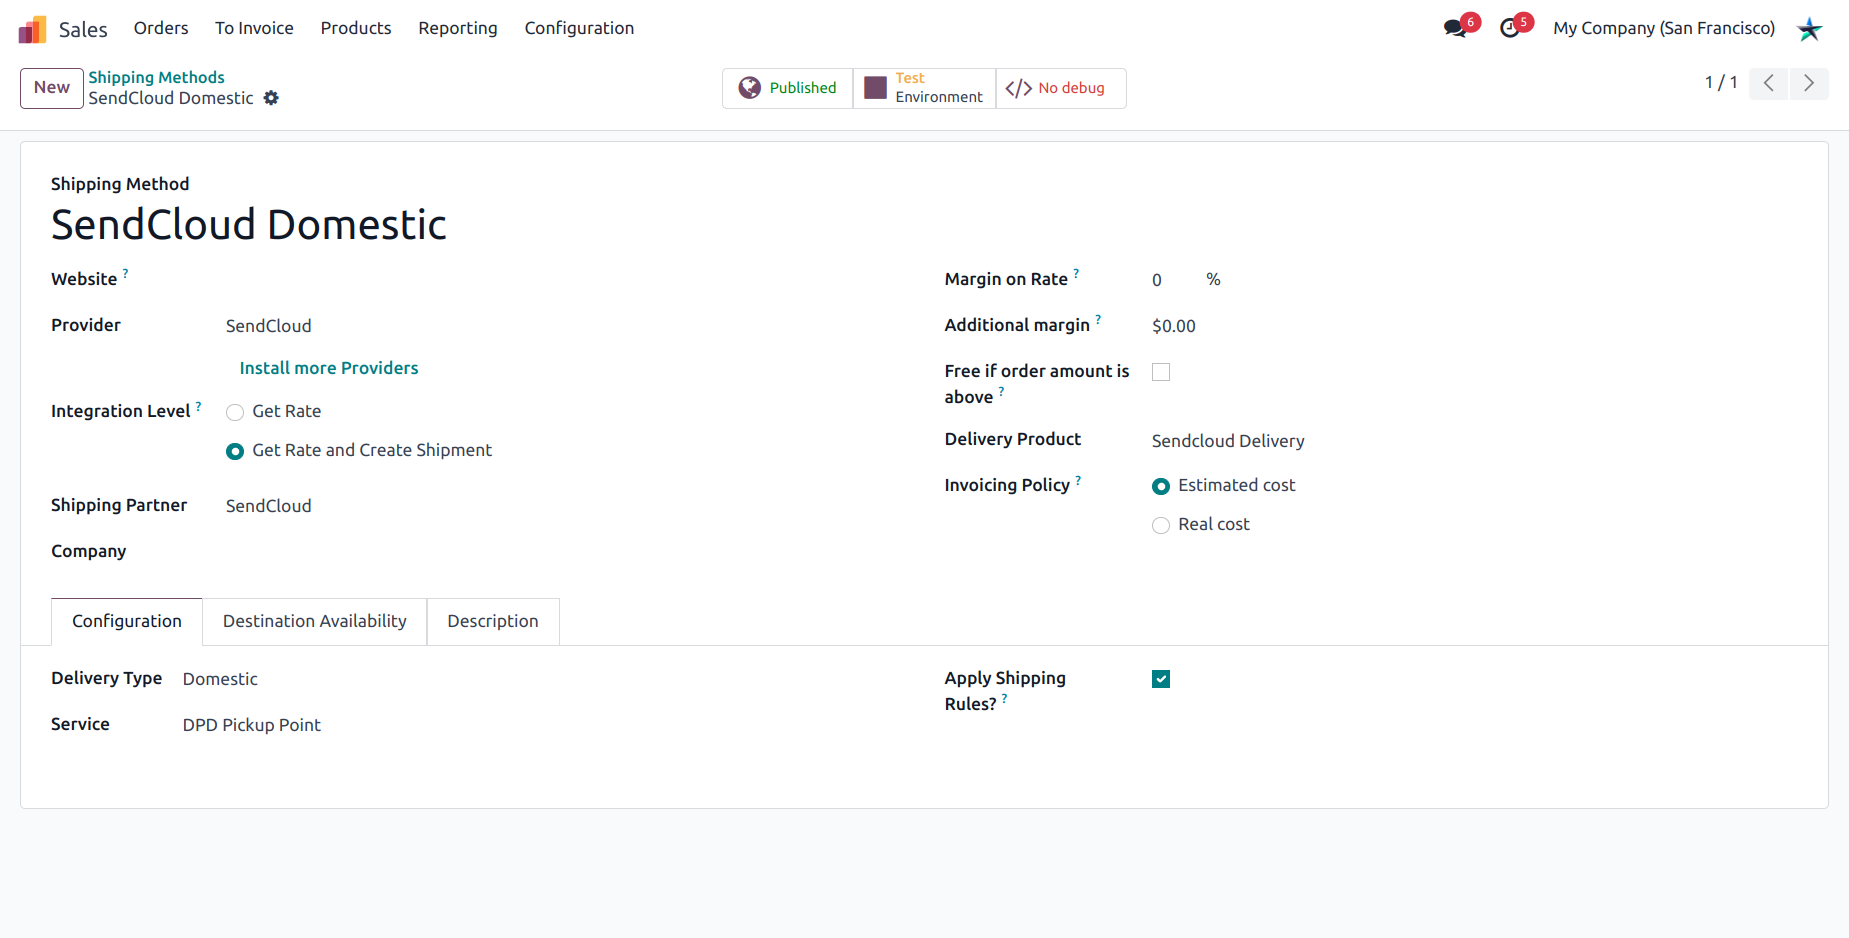 Sales Orders To Invoice Products Reporting Configuration 6 5 My Company (San Francisco)
New Shipping Methods
SendCloud Domestic
Published
Test
Environment
No debug
1 / 1
Shipping Method
SendCloud Domestic
Website ?
Provider SendCloud
Install more Providers
Integration Level ? Get Rate
Get Rate and Create Shipment
Shipping Partner SendCloud
Company
Margin on Rate ? 0 %
Additional margin ? $0.00
Free if order amount is
above ?
Delivery Product Sendcloud Delivery
Invoicing Policy ? Estimated cost
Real cost
Configuration Destination Availability Description
Delivery Type Domestic
Service DPD Pickup Point
Apply Shipping
Rules? ?